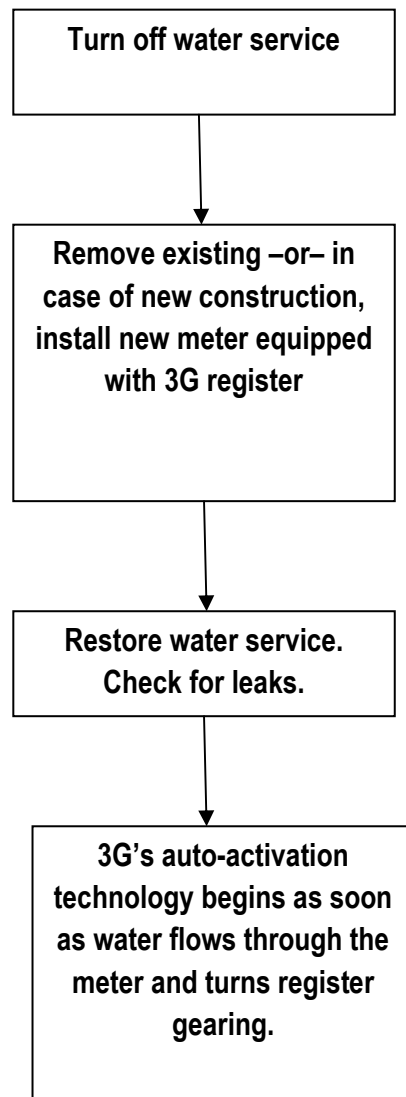 Turn off water service
Remove existing –or– in
case of new construction,
install new meter equipped
with 3G register
Restore water service.
Check for leaks.
3G's auto-activation
technology begins as soon
as water flows through the
meter and turns register
gearing.